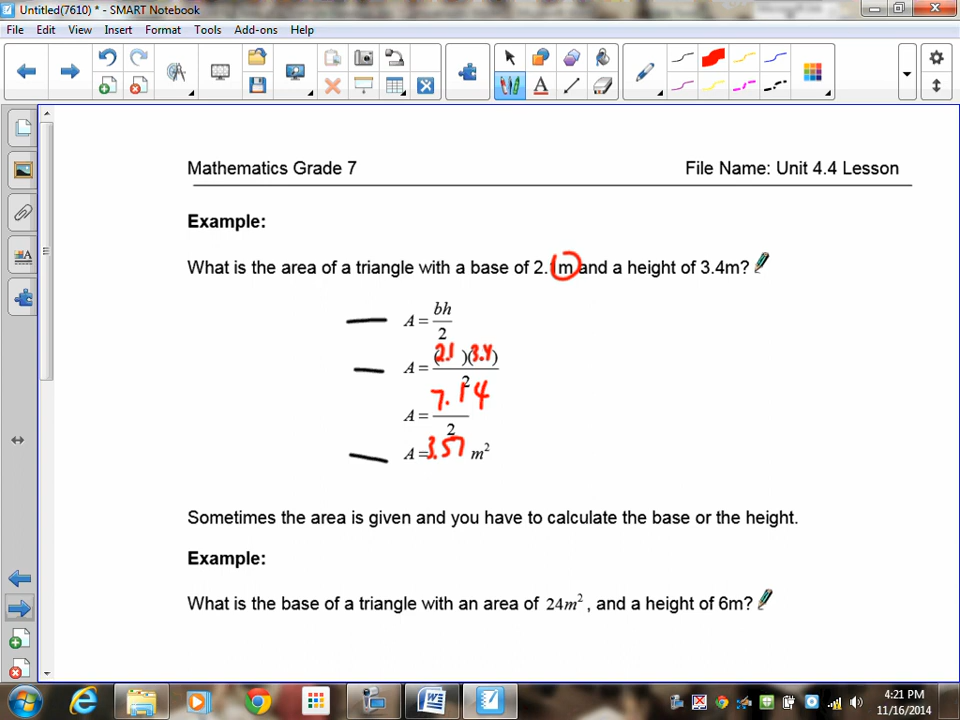 Untitled(7610) * - SMART Notebook
File Edit View Insert Format Tools Add-ons Help
Mathematics Grade 7 File Name: Unit 4.4 Lesson
Example:
What is the area of a triangle with a base of 2.1m and a height of 3.4m?
A = bh
2
A = (2.1 )(3.4)
2
A = 7.14
2
A = 3.57 m²
Sometimes the area is given and you have to calculate the base or the height.
Example:
What is the base of a triangle with an area of 24m², and a height of 6m?
4:21 PM
11/16/2014